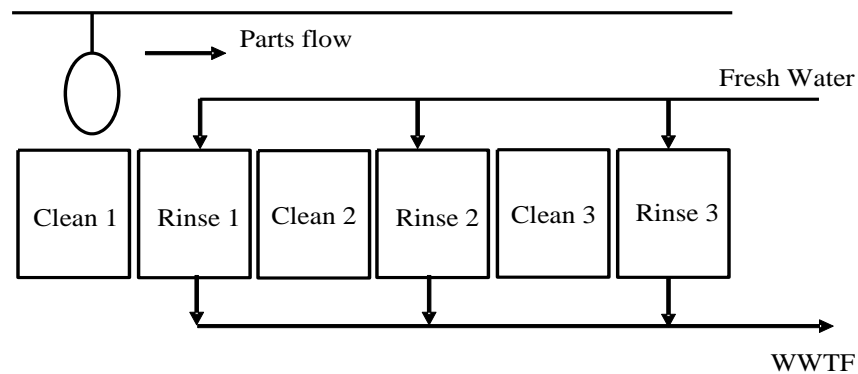 Parts flow
Fresh Water
Clean 1
Rinse 1
Clean 2
Rinse 2
Clean 3
Rinse 3
WWTF